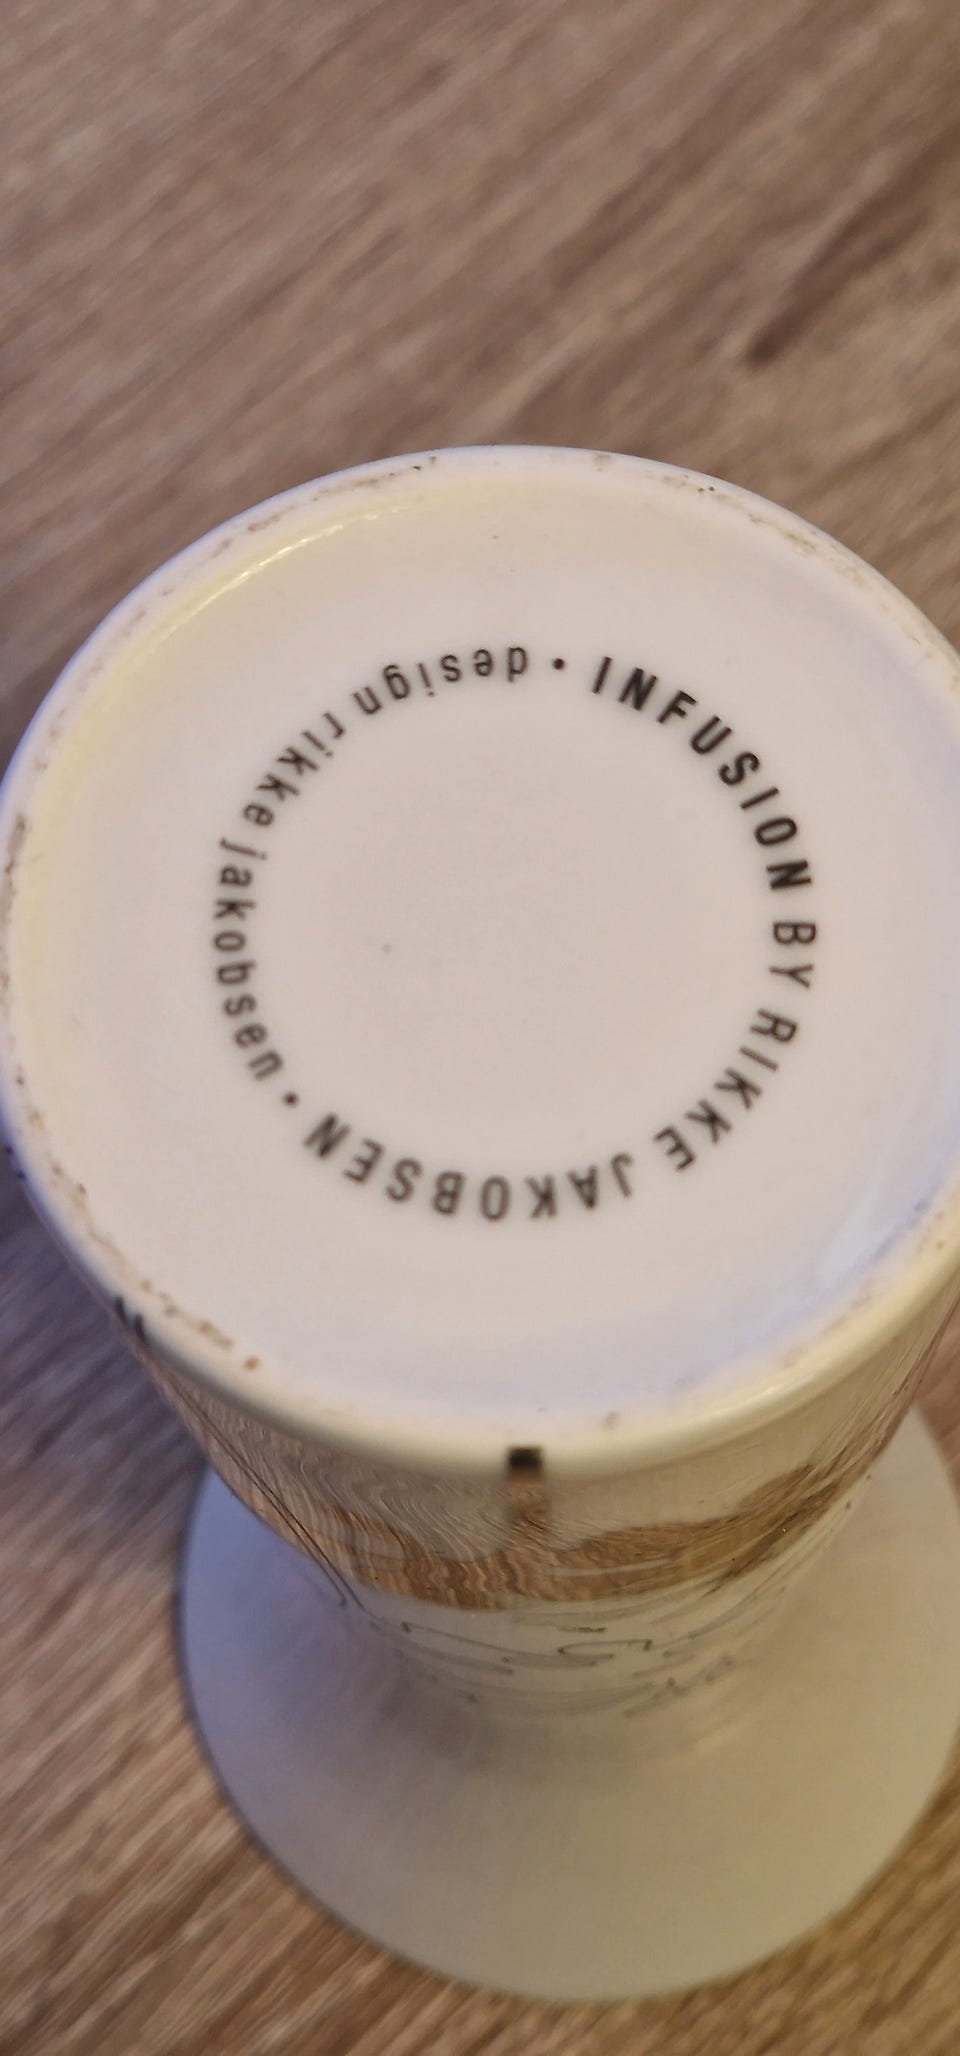 INFUSION BY RIKKE JAKOBSEN •
design rikke jakobsen •